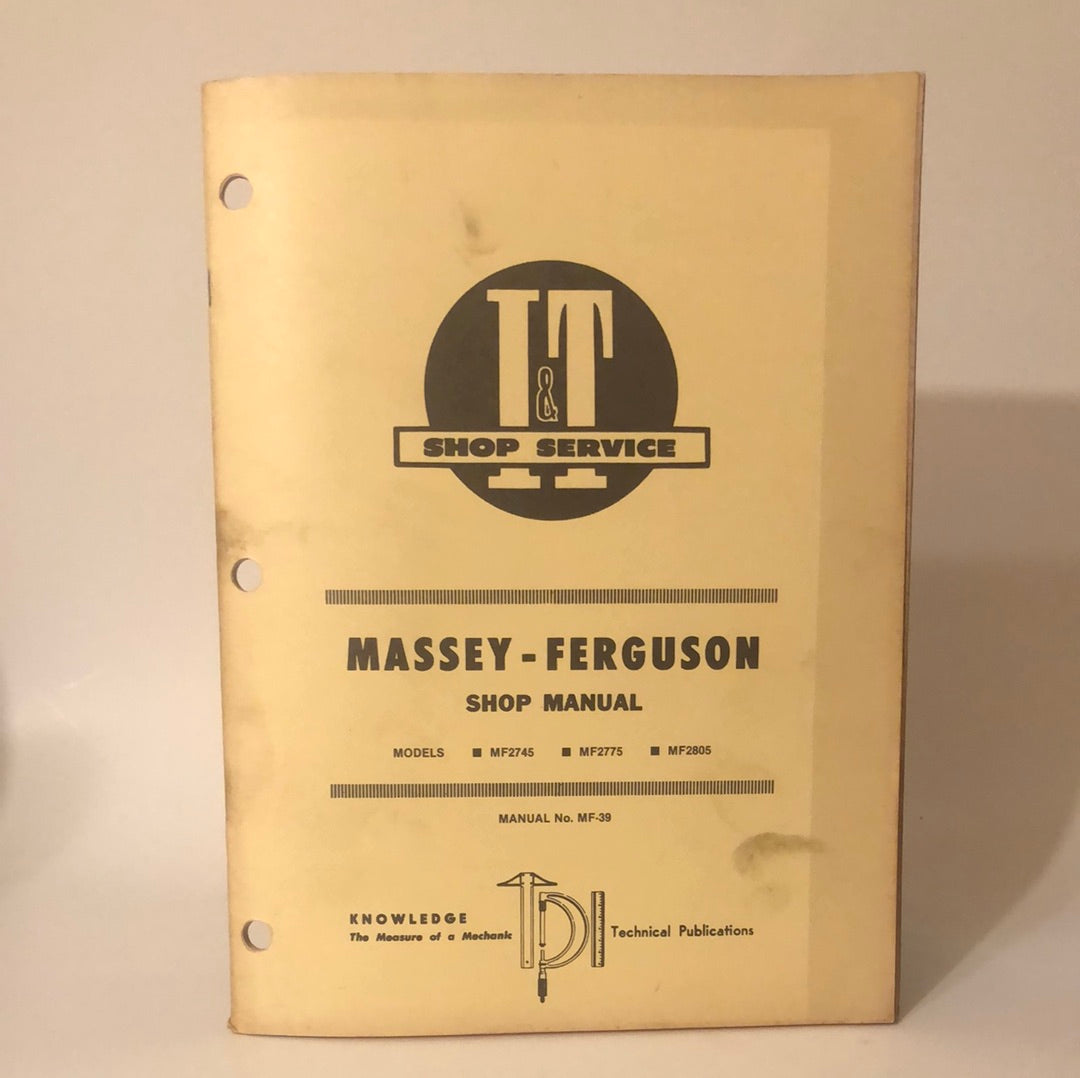 I&T
SHOP SERVICE
MASSEY-FERGUSON
SHOP MANUAL
MODELS ■ MF2745 ■ MF2775 ■ MF2805
MANUAL No. MF-39
KNOWLEDGE
The Measure of a Mechanic
TDI
Technical Publications